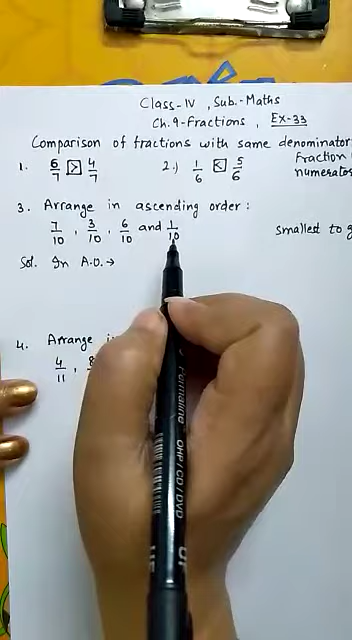 Class-IV , Sub.-Maths
Ch.9-Fractions , Ex-33
Comparison of fractions with same denominator
1. 6/7 > 4/7 2.) 1/6 < 5/6 Fraction
numerator
3. Arrange in ascending order :
7/10 , 3/10 , 6/10 and 1/10 smallest to g
Sol. In A.O.→
4. Arrange i
4/11 , 8
Permaline OHP/CD/DVD